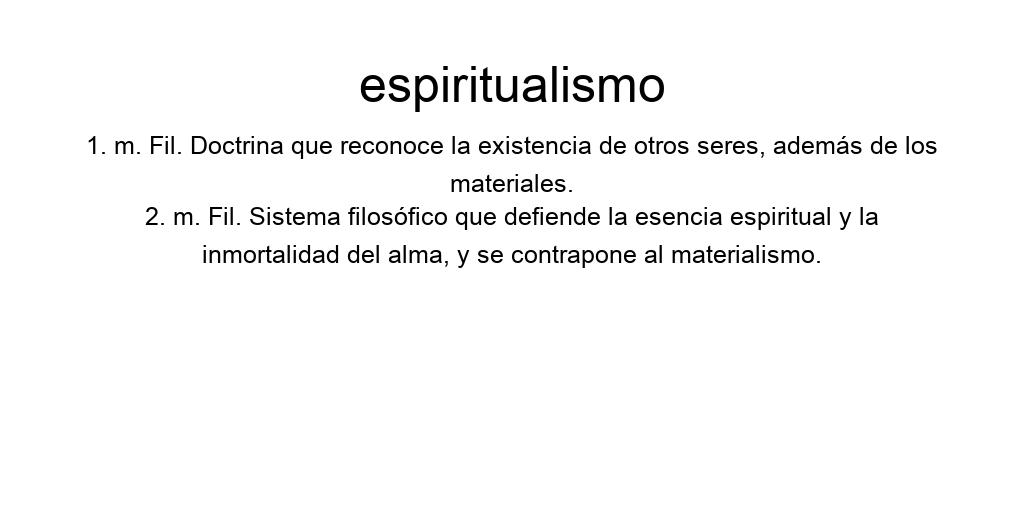 espiritualismo
1. m. Fil. Doctrina que reconoce la existencia de otros seres, además de los
materiales.
2. m. Fil. Sistema filosófico que defiende la esencia espiritual y la
inmortalidad del alma, y se contrapone al materialismo.